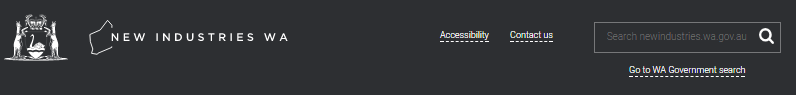 NEW INDUSTRIES WA
Accessibility
Contact us
Search newindustries.wa.gov.au
Go to WA Government search